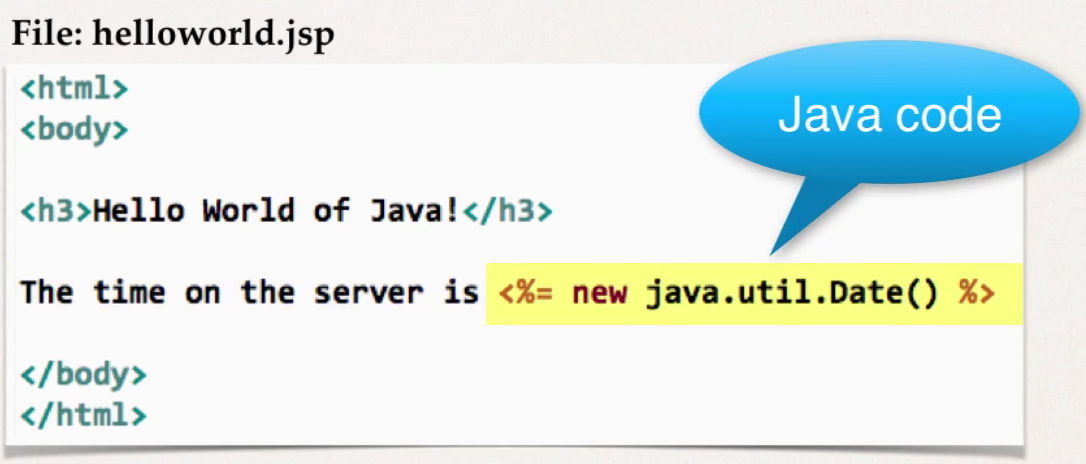 File: helloworld.jsp
Java code
<html>
<body>
<h3>Hello World of Java!</h3>
The time on the server is <%= new java.util.Date() %>
</body>
</html>